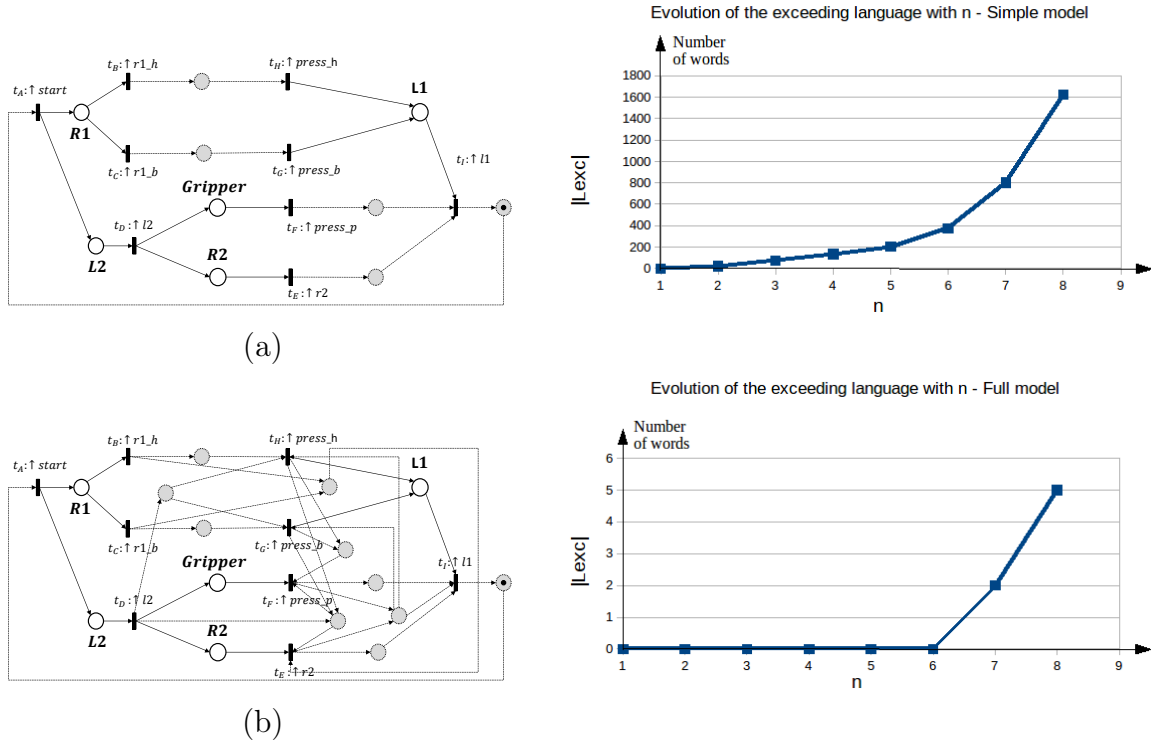 t_B:↑r1_h
t_H:↑press_h
t_A:↑start
L1
R1
t_I:↑l1
t_C:↑r1_b
t_G:↑press_b
Gripper
t_D:↑l2
t_F:↑press_p
L2
R2
t_E:↑r2
(a)
Evolution of the exceeding language with n - Simple model
Number
of words
1800
1600
1400
1200
1000
800
600
400
200
0
|Lexc|
1 2 3 4 5 6 7 8 9
n
t_B:↑r1_h
t_H:↑press_h
t_A:↑start
L1
R1
t_C:↑r1_b
t_G:↑press_b
t_I:↑l1
Gripper
t_D:↑l2
t_F:↑press_p
L2
R2
t_E:↑r2
(b)
Evolution of the exceeding language with n - Full model
Number
of words
6
5
4
3
2
1
0
|Lexc|
1 2 3 4 5 6 7 8 9
n